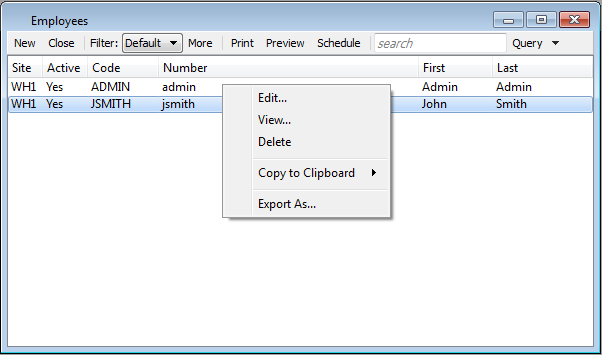 Employees
New Close Filter: Default More Print Preview Schedule search Query
Site Active Code Number First Last
WH1 Yes ADMIN admin Admin Admin
WH1 Yes JSMITH jsmith John Smith
Edit...
View...
Delete
Copy to Clipboard
Export As...